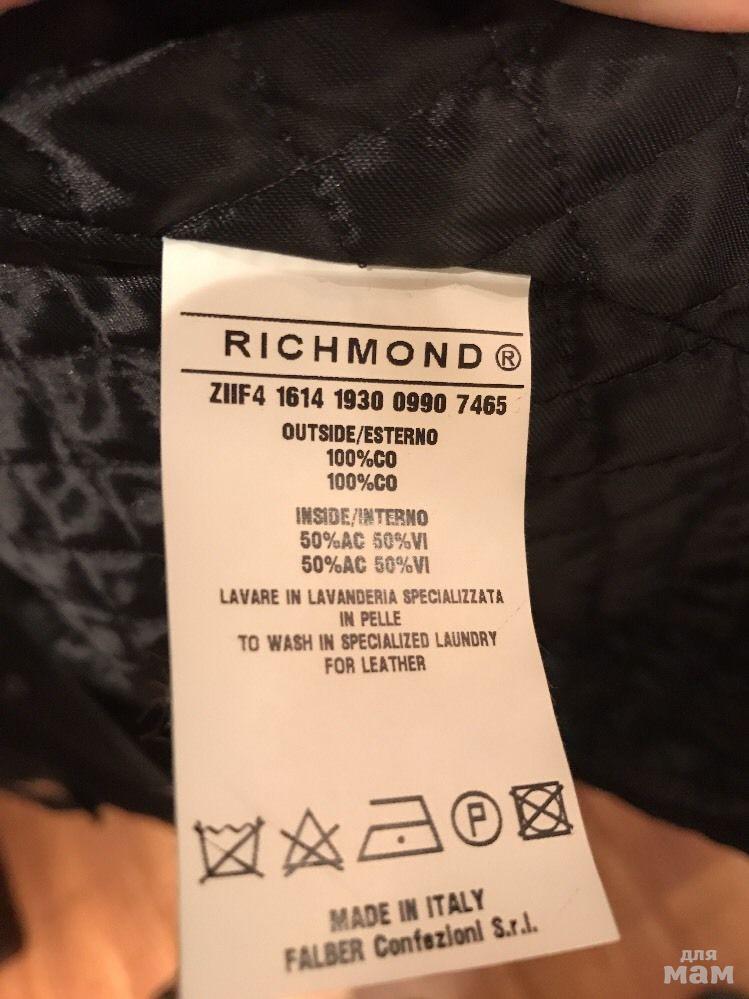 RICHMOND ®
ZIIF4 1614 1930 0990 7465
OUTSIDE/ESTERNO
100%CO
100%CO
INSIDE/INTERNO
50%AC 50%VI
50%AC 50%VI
LAVARE IN LAVANDERIA SPECIALIZZATA
IN PELLE
TO WASH IN SPECIALIZED LAUNDRY
FOR LEATHER
P
MADE IN ITALY
FALBER Confezioni S.r.l.
для
мам